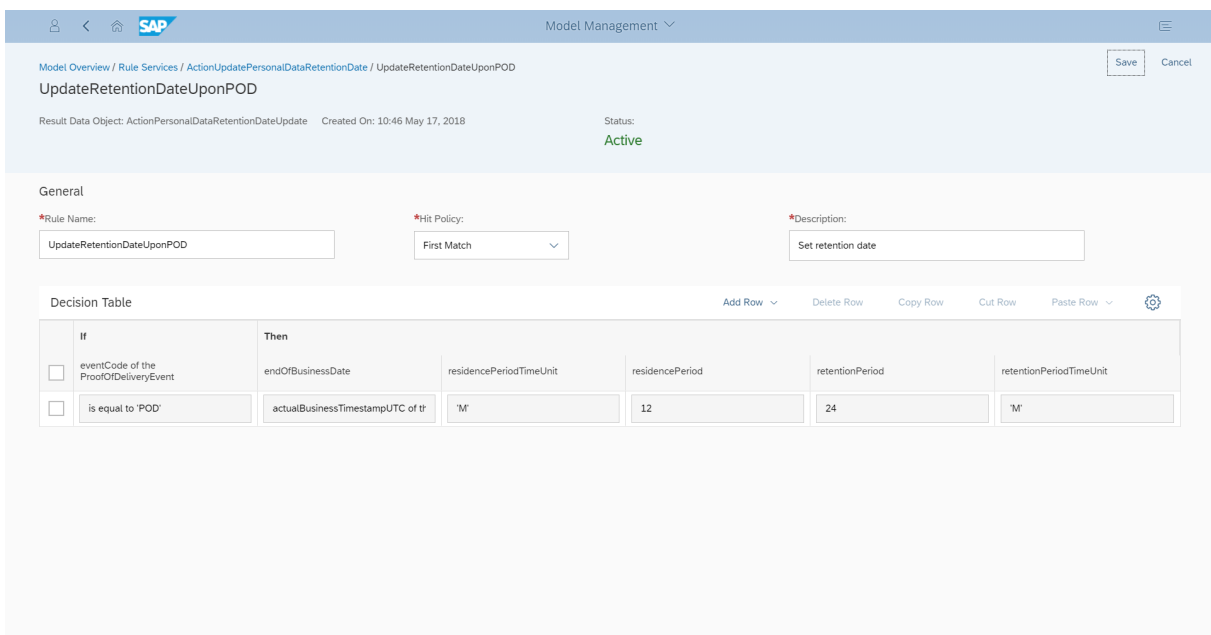 SAP Model Management
Model Overview / Rule Services / ActionUpdatePersonalDataRetentionDate / UpdateRetentionDateUponPOD
Save Cancel
UpdateRetentionDateUponPOD
Result Data Object: ActionPersonalDataRetentionDateUpdate Created On: 10:46 May 17, 2018 Status:
Active
General
*Rule Name: *Hit Policy: *Description:
UpdateRetentionDateUponPOD First Match Set retention date
Decision Table Add Row Delete Row Copy Row Cut Row Paste Row
If Then
eventCode of the
ProofOfDeliveryEvent endOfBusinessDate residencePeriodTimeUnit residencePeriod retentionPeriod retentionPeriodTimeUnit
is equal to 'POD' actualBusinessTimestampUTC of th 'M' 12 24 'M'